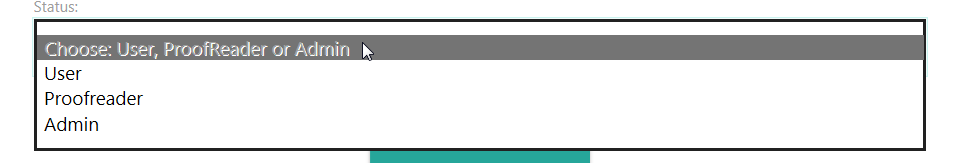 Status:
Choose: User, ProofReader or Admin
User
Proofreader
Admin